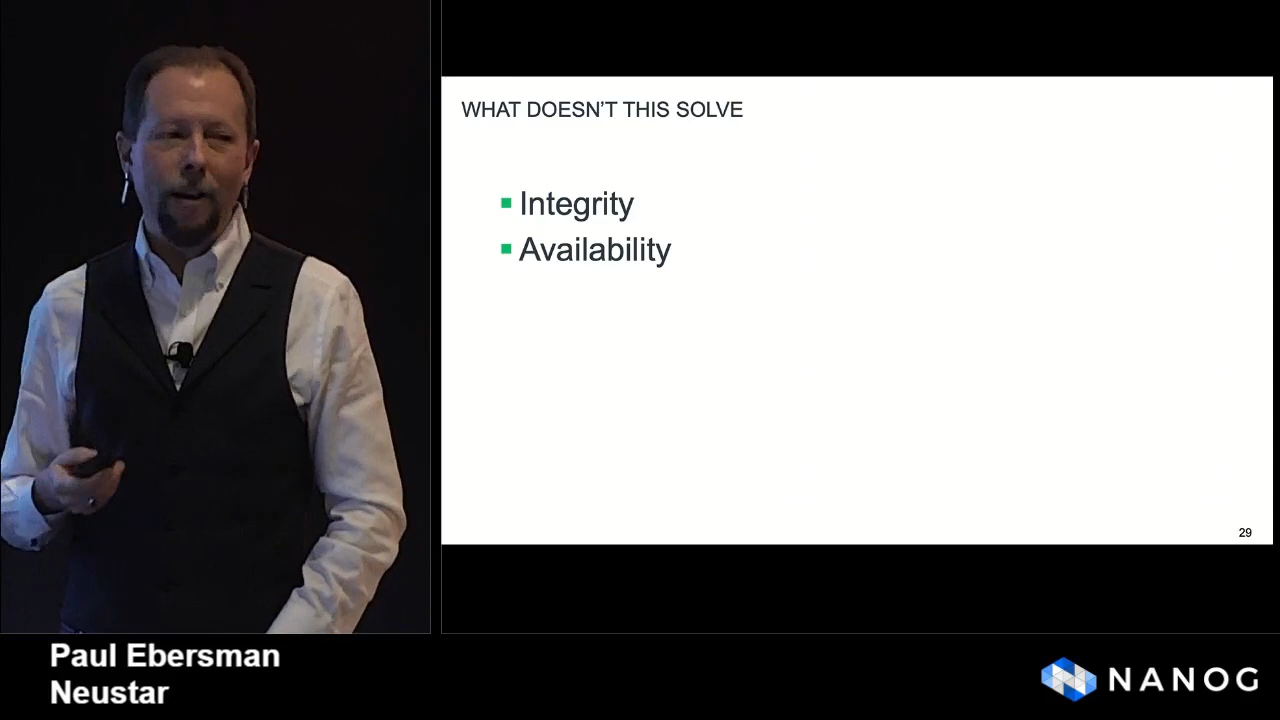 WHAT DOESN’T THIS SOLVE
Integrity
Availability
29
Paul Ebersman
Neustar
NANOG